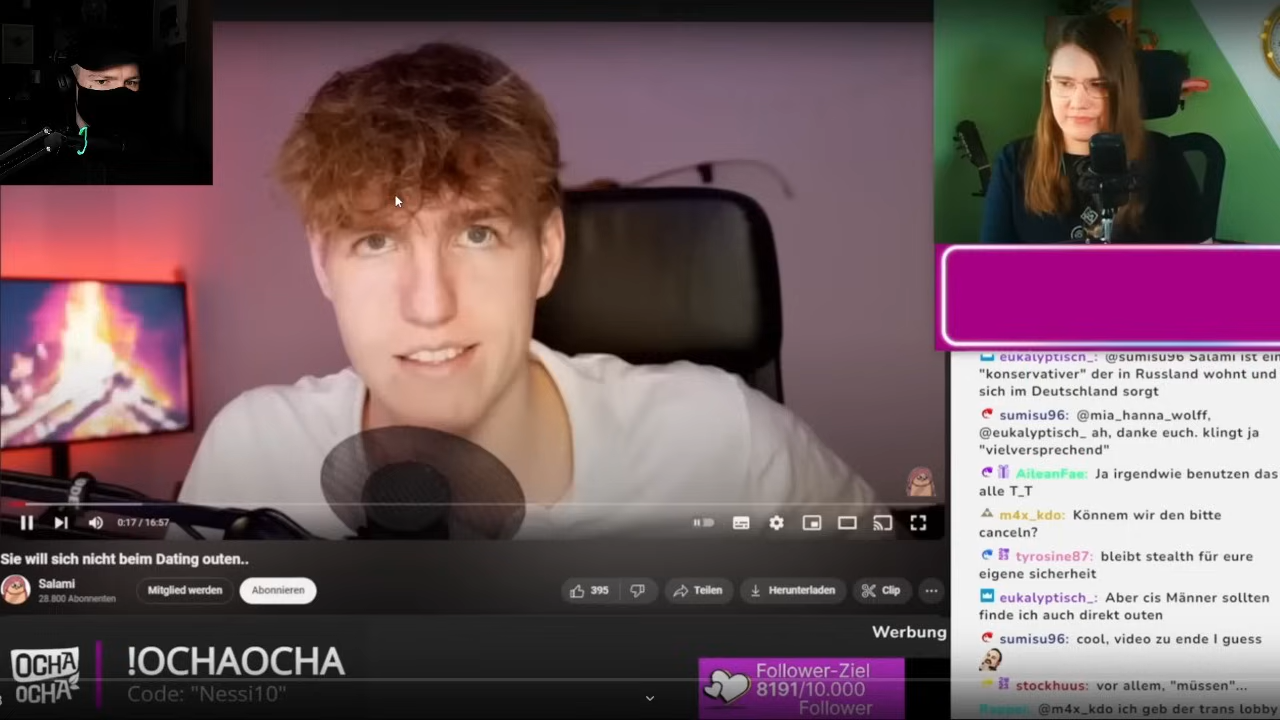 eukalyptisch_: @sumisu96 Salami ist ein
"konservativer" der in Russland wohnt und
sich im Deutschland sorgt
sumisu96: @mia_hanna_wolff,
@eukalyptisch_ ah, danke euch. klingt ja
"vielversprechend"
AileanFae: Ja irgendwie benutzen das
alle T_T
m4x_kdo: Könnem wir den bitte
canceln?
tyrosine87: bleibt stealth für eure
eigene sicherheit
eukalyptisch_: Aber cis Männer sollten
finde ich auch direkt outen
sumisu96: cool, video zu ende I guess
stockhuus: vor allem, "müssen"...
@m4x_kdo ich geb der trans lobby
0:17 / 16:57
Sie will sich nicht beim Dating outen..
Salami
28.800 Abonnenten
Mitglied werden
Abonnieren
395
Teilen
Herunterladen
Clip
Werbung
OCHA
OCHA
!OCHAOCHA
Code: "Nessi10"
Follower-Ziel
8191/10.000
Follower